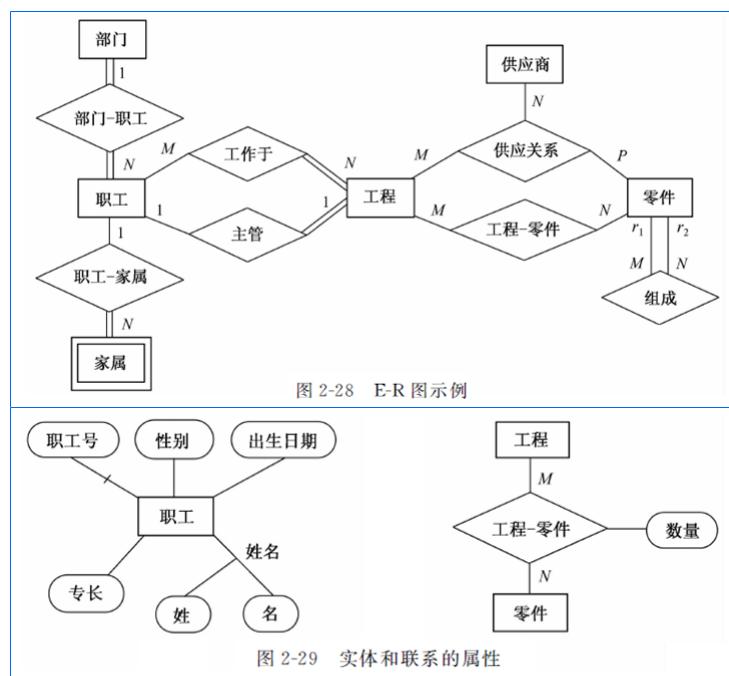 部门
供应商
1
N
部门-职工
M
工作于
N
M
供应关系
P
N
职工
工程
零件
1
1
主管
1
M
工程-零件
N
r1
r2
职工-家属
M
N
组成
N
家属
图 2-28 E-R 图示例
职工号
性别
出生日期
工程
M
职工
工程-零件
数量
姓名
专长
姓
名
N
零件
图 2-29 实体和联系的属性